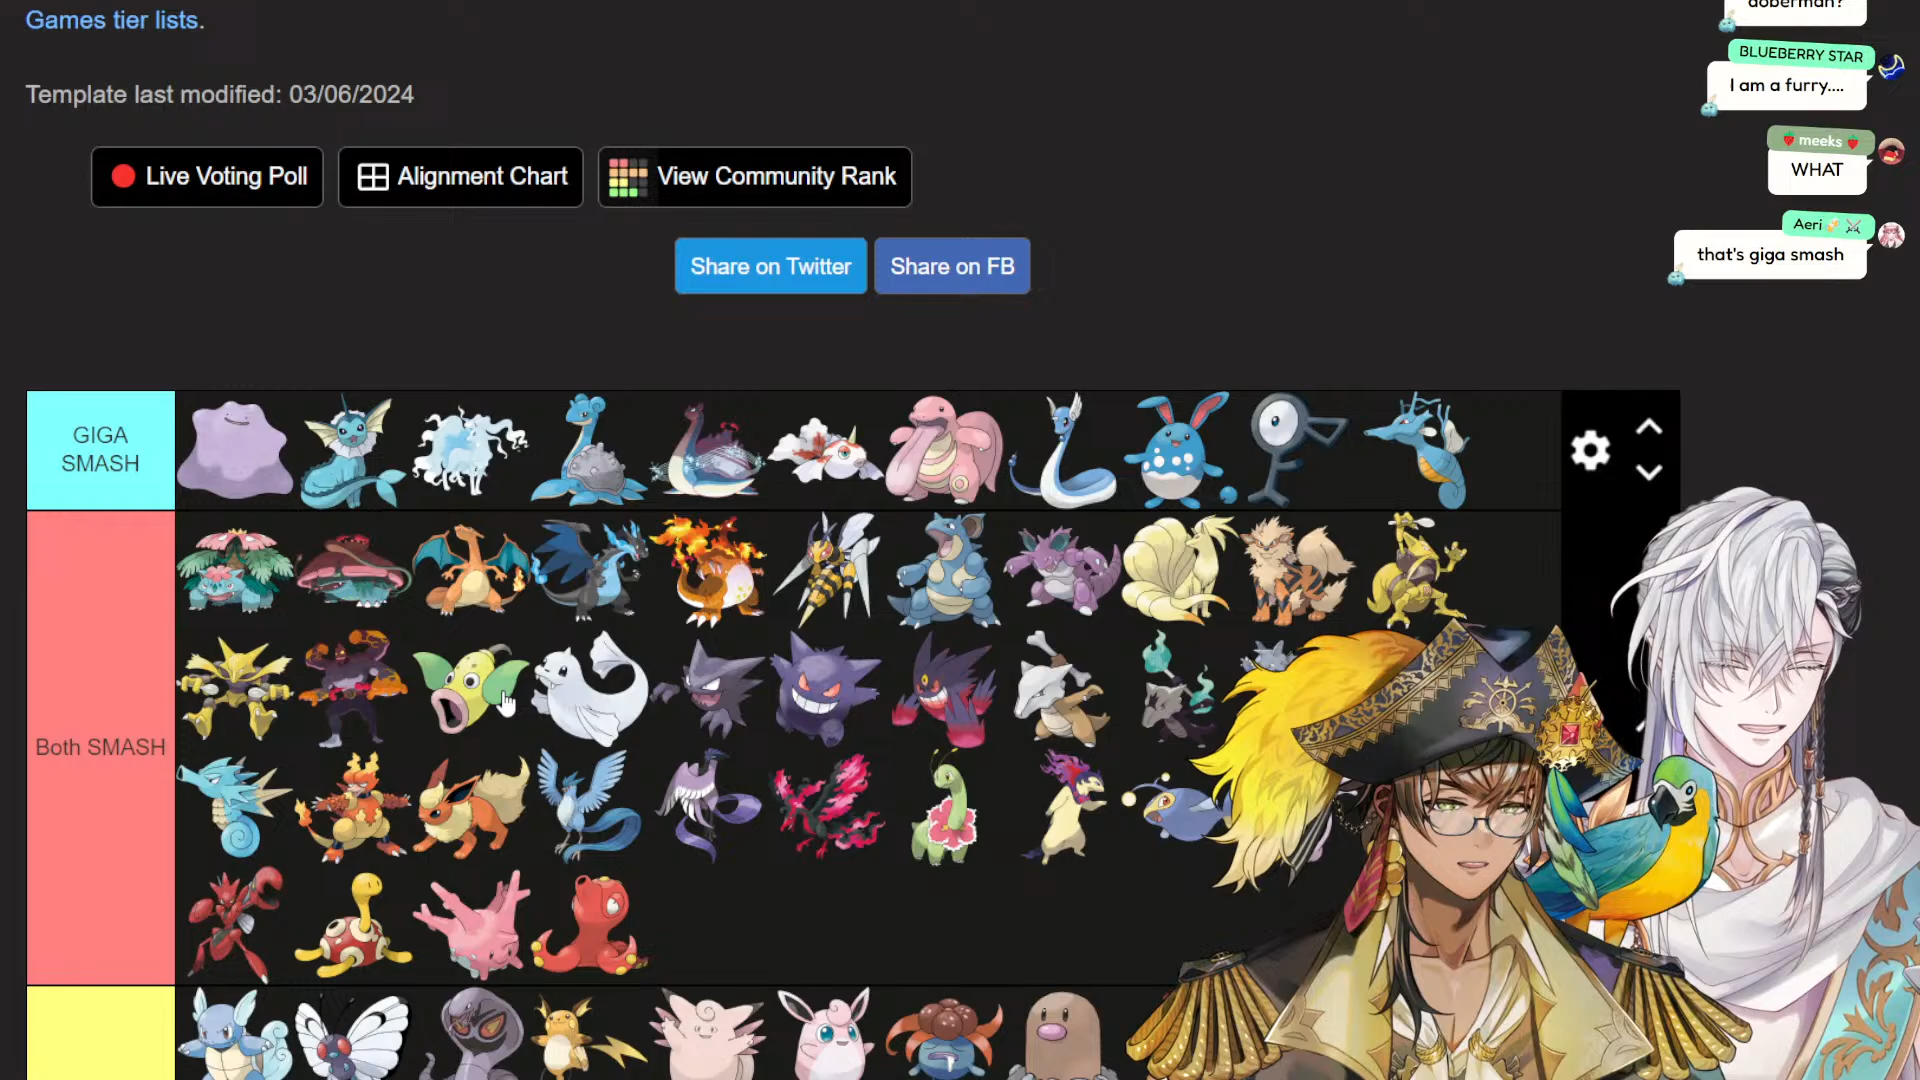 Games tier lists.
Template last modified: 03/06/2024
Live Voting Poll
Alignment Chart
View Community Rank
Share on Twitter
Share on FB
GIGA
SMASH
Both SMASH
doberman?
BLUEBERRY STAR
I am a furry....
meeks
WHAT
Aeri
that's giga smash